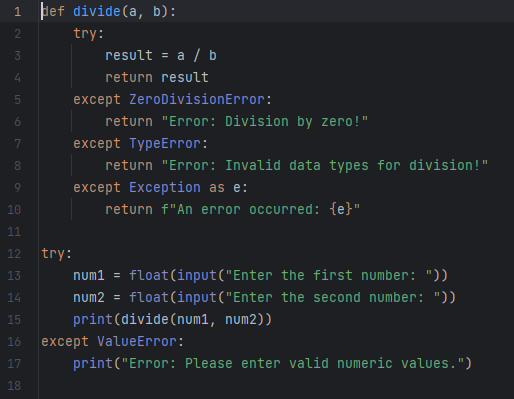 1 def divide(a, b):
2     try:
3         result = a / b
4         return result
5     except ZeroDivisionError:
6         return "Error: Division by zero!"
7     except TypeError:
8         return "Error: Invalid data types for division!"
9     except Exception as e:
10         return f"An error occurred: {e}"
11
12 try:
13     num1 = float(input("Enter the first number: "))
14     num2 = float(input("Enter the second number: "))
15     print(divide(num1, num2))
16 except ValueError:
17     print("Error: Please enter valid numeric values.")
18